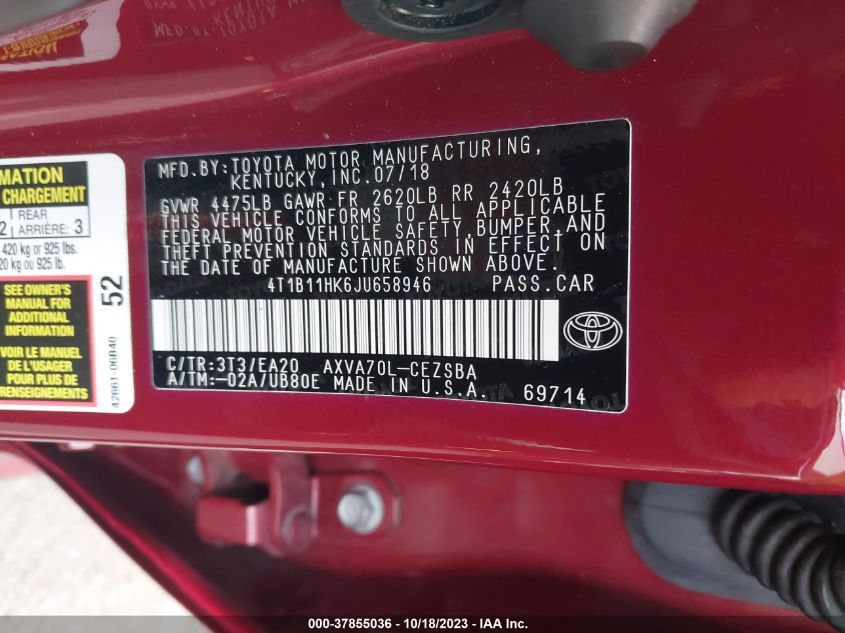 MFD.BY:TOYOTA MOTOR MANUFACTURING,
KENTUCKY, INC.07/18
GVWR 4475LB GAWR FR 2620LB RR 2420LB
THIS VEHICLE CONFORMS TO ALL APPLICABLE
FEDERAL MOTOR VEHICLE SAFETY,BUMPER,AND
THEFT PREVENTION STANDARDS IN EFFECT ON
THE DATE OF MANUFACTURE SHOWN ABOVE.
4T1B11HK6JU658946 PASS.CAR
C/TR:3T3/EA20 AXVA70L-CEZSBA
A/TM:-02A/UB80E MADE IN U.S.A. 69714
MATION
CHARGEMENT
REAR
2 ARRIÈRE: 3
420 kg or 925 lbs.
20 kg ou 925 lb.
SEE OWNER'S
MANUAL FOR
ADDITIONAL
INFORMATION
VOIR LE MANUEL
DE L'USAGER
POUR PLUS DE
RENSEIGNEMENTS
52
42661-06B40
000-37855036 - 10/18/2023 - IAA Inc.